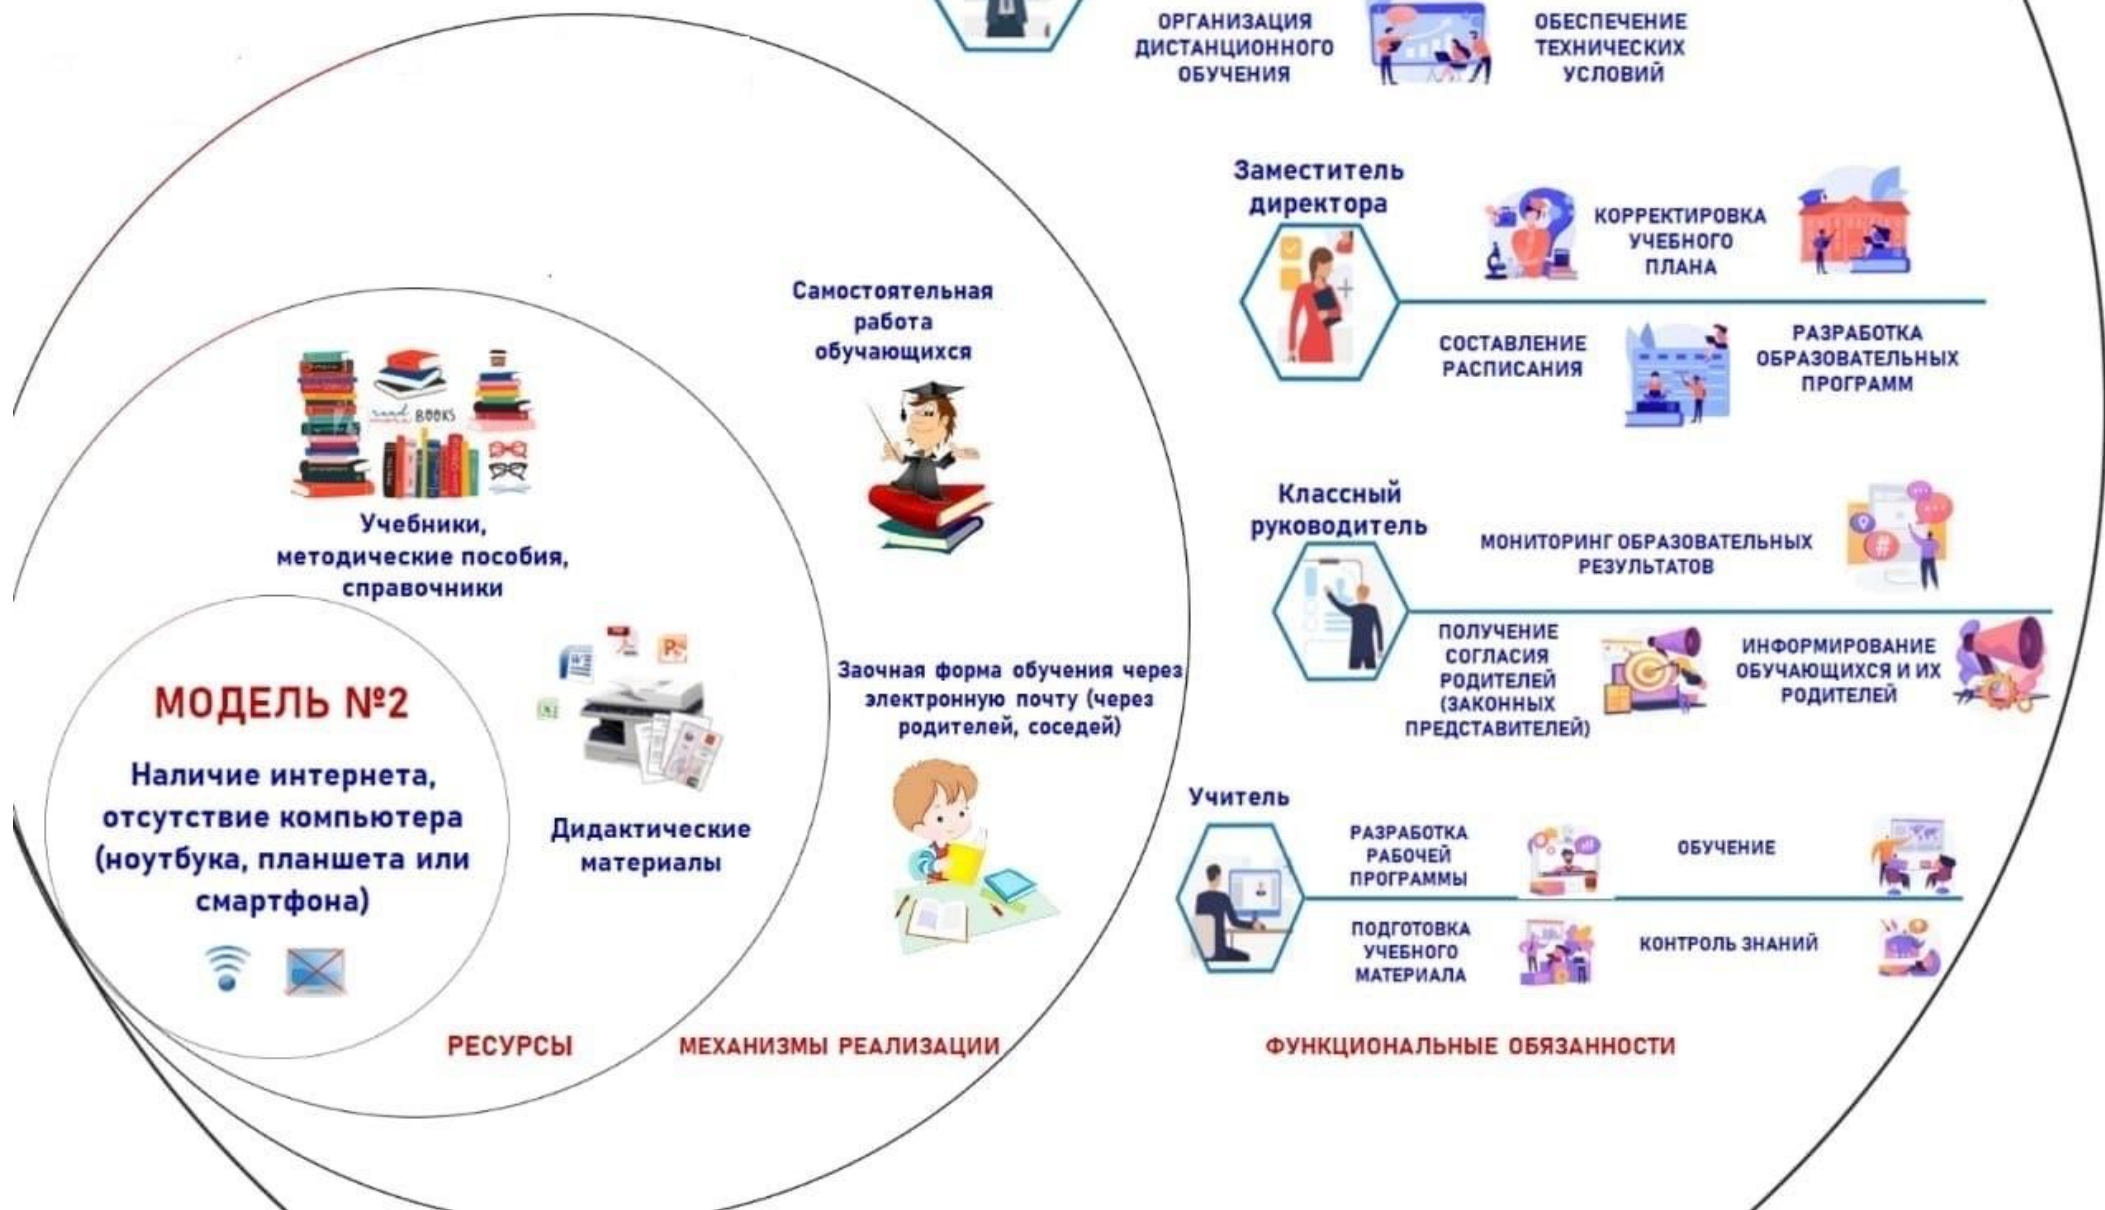 ОРГАНИЗАЦИЯ
ДИСТАНЦИОННОГО
ОБУЧЕНИЯ
ОБЕСПЕЧЕНИЕ
ТЕХНИЧЕСКИХ
УСЛОВИЙ
Заместитель
директора
КОРРЕКТИРОВКА
УЧЕБНОГО
ПЛАНА
СОСТАВЛЕНИЕ
РАСПИСАНИЯ
РАЗРАБОТКА
ОБРАЗОВАТЕЛЬНЫХ
ПРОГРАММ
Самостоятельная
работа
обучающихся
read
more BOOKS
Учебники,
методические пособия,
справочники
Классный
руководитель
МОНИТОРИНГ ОБРАЗОВАТЕЛЬНЫХ
РЕЗУЛЬТАТОВ
ПОЛУЧЕНИЕ
СОГЛАСИЯ
РОДИТЕЛЕЙ
(ЗАКОННЫХ
ПРЕДСТАВИТЕЛЕЙ)
ИНФОРМИРОВАНИЕ
ОБУЧАЮЩИХСЯ И ИХ
РОДИТЕЛЕЙ
Заочная форма обучения через
электронную почту (через
родителей, соседей)
МОДЕЛЬ №2
Наличие интернета,
отсутствие компьютера
(ноутбука, планшета или
смартфона)
Дидактические
материалы
Учитель
РАЗРАБОТКА
РАБОЧЕЙ
ПРОГРАММЫ
ОБУЧЕНИЕ
ПОДГОТОВКА
УЧЕБНОГО
МАТЕРИАЛА
КОНТРОЛЬ ЗНАНИЙ
РЕСУРСЫ
МЕХАНИЗМЫ РЕАЛИЗАЦИИ
ФУНКЦИОНАЛЬНЫЕ ОБЯЗАННОСТИ